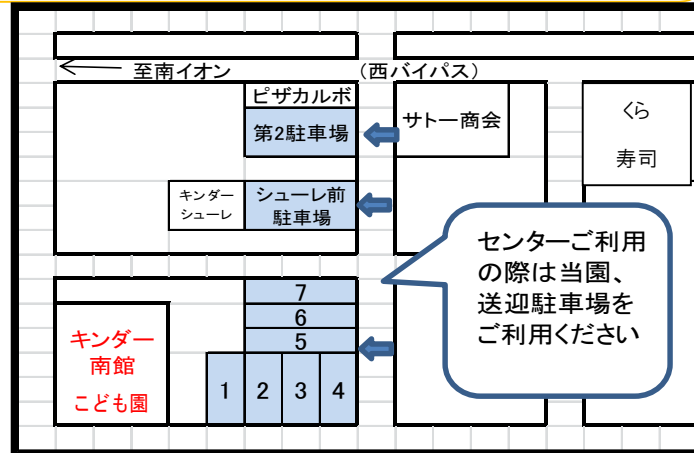 至南イオン
(西バイパス)
ピザカルボ
第2駐車場
サトー商会
くら
寿司
キンダー
シューレ
シューレ前
駐車場
センターご利用
の際は当園、
送迎駐車場を
ご利用ください
7
6
5
キンダー
南館
こども園
1 2 3 4